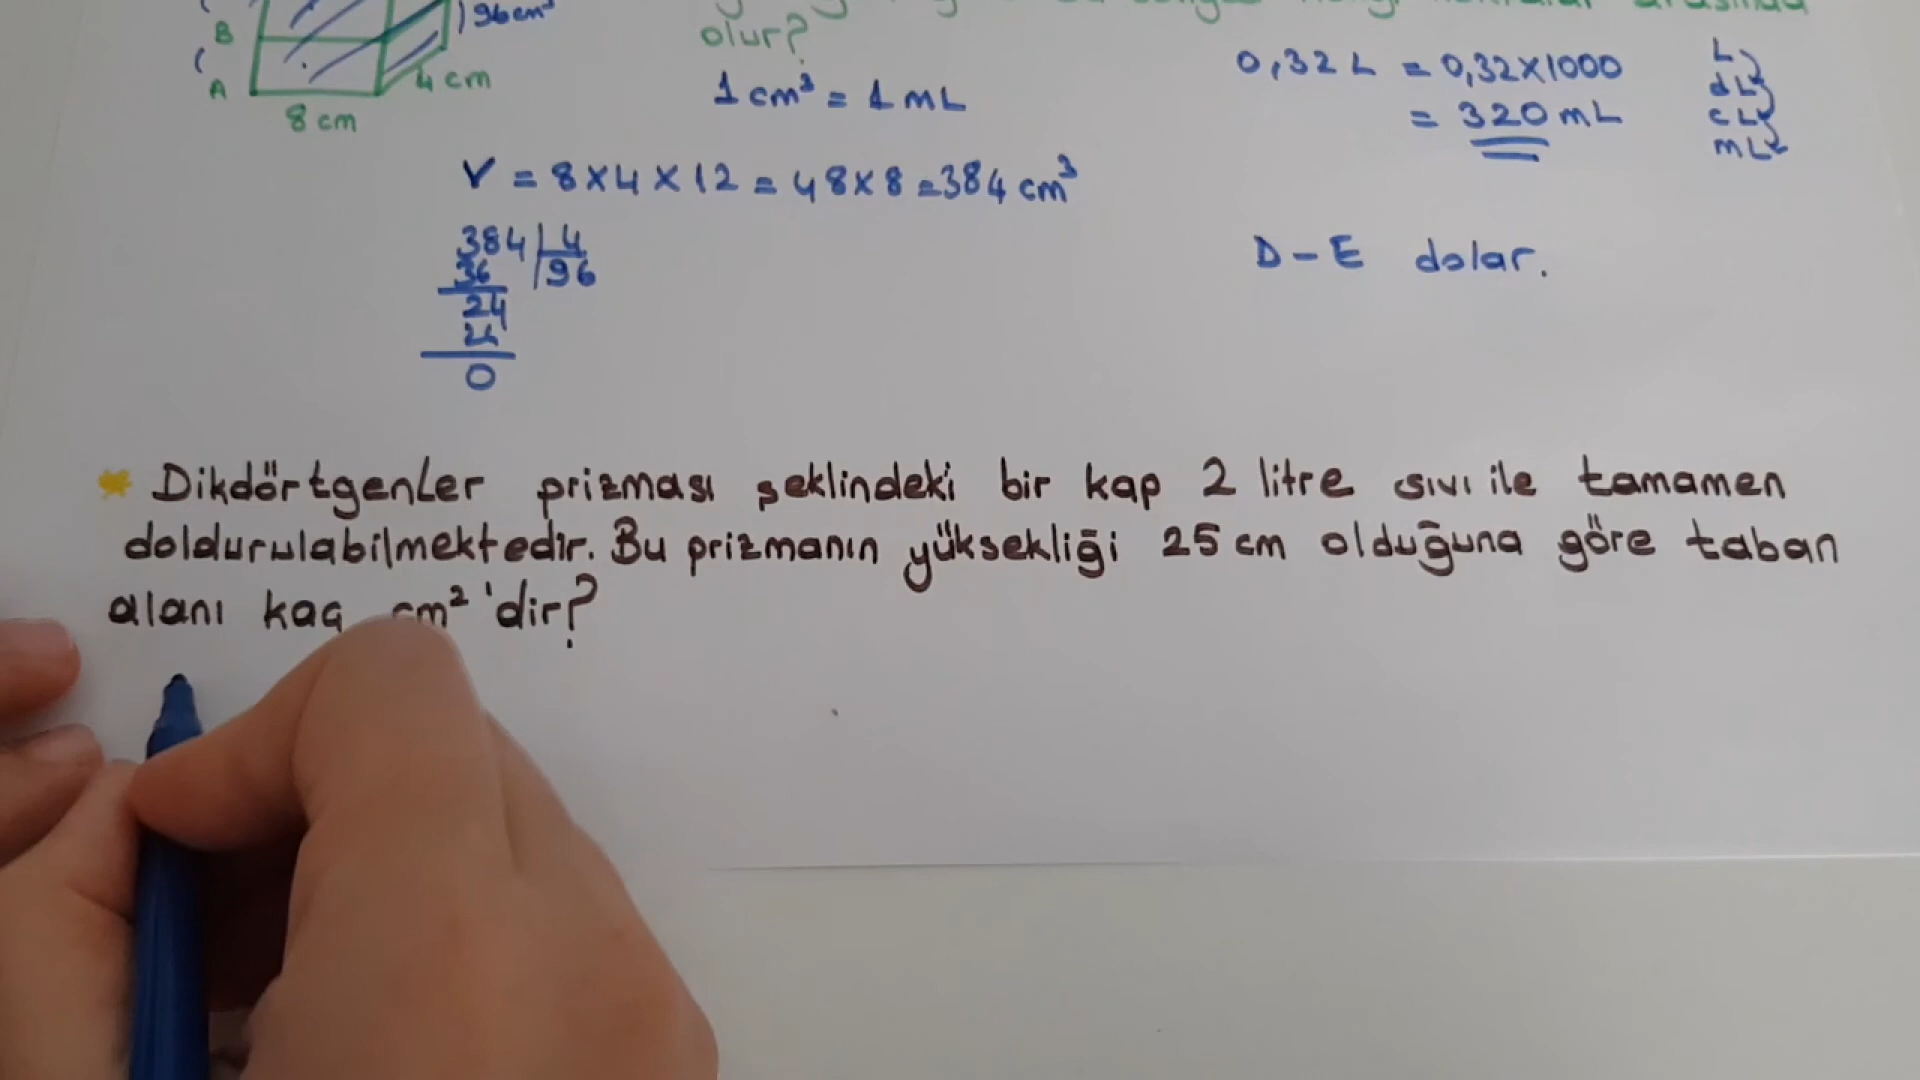 olur?
B
A
8 cm
4 cm
96cm³
1 cm³ = 1 mL
0,32 L = 0,32x1000
= 320 mL
L
dL
cL
mL
V = 8x4x12 = 48x8 = 384 cm³
384 | 4
36 | 96
24
24
0
D-E dolar.
Dikdörtgenler prizması şeklindeki bir kap 2 litre sıvı ile tamamen
doldurulabilmektedir. Bu prizmanın yüksekliği 25 cm olduğuna göre taban
alanı kaç cm² 'dir?